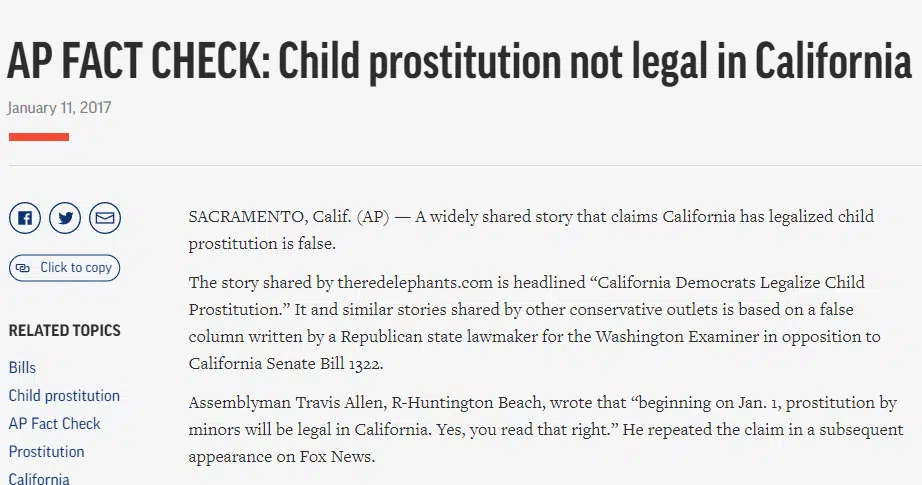 AP FACT CHECK: Child prostitution not legal in California
January 11, 2017
Click to copy
RELATED TOPICS
Bills
Child prostitution
AP Fact Check
Prostitution
California
SACRAMENTO, Calif. (AP) — A widely shared story that claims California has legalized child
prostitution is false.
The story shared by theredelephants.com is headlined “California Democrats Legalize Child
Prostitution.” It and similar stories shared by other conservative outlets is based on a false
column written by a Republican state lawmaker for the Washington Examiner in opposition to
California Senate Bill 1322.
Assemblyman Travis Allen, R-Huntington Beach, wrote that “beginning on Jan. 1, prostitution by
minors will be legal in California. Yes, you read that right.” He repeated the claim in a subsequent
appearance on Fox News.